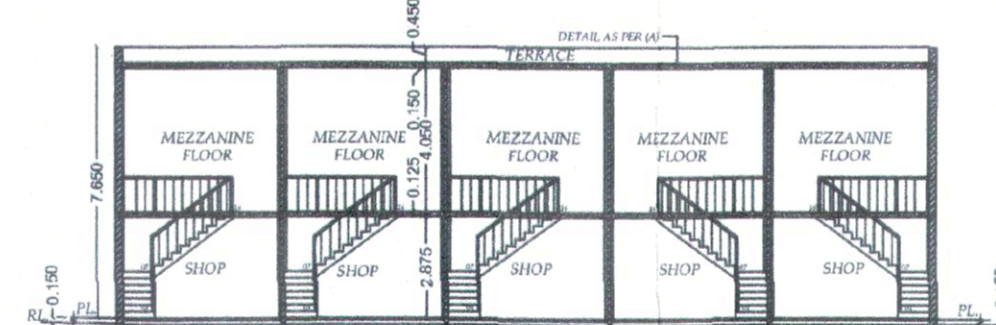 0.450
DETAIL AS PER (A)
TERRACE
0.150
4.050
MEZZANINE
FLOOR
MEZZANINE
FLOOR
MEZZANINE
FLOOR
MEZZANINE
FLOOR
MEZZANINE
FLOOR
7.650
0.125
2.875
SHOP
SHOP
SHOP
SHOP
SHOP
0.150
RL.
PL.
PL.